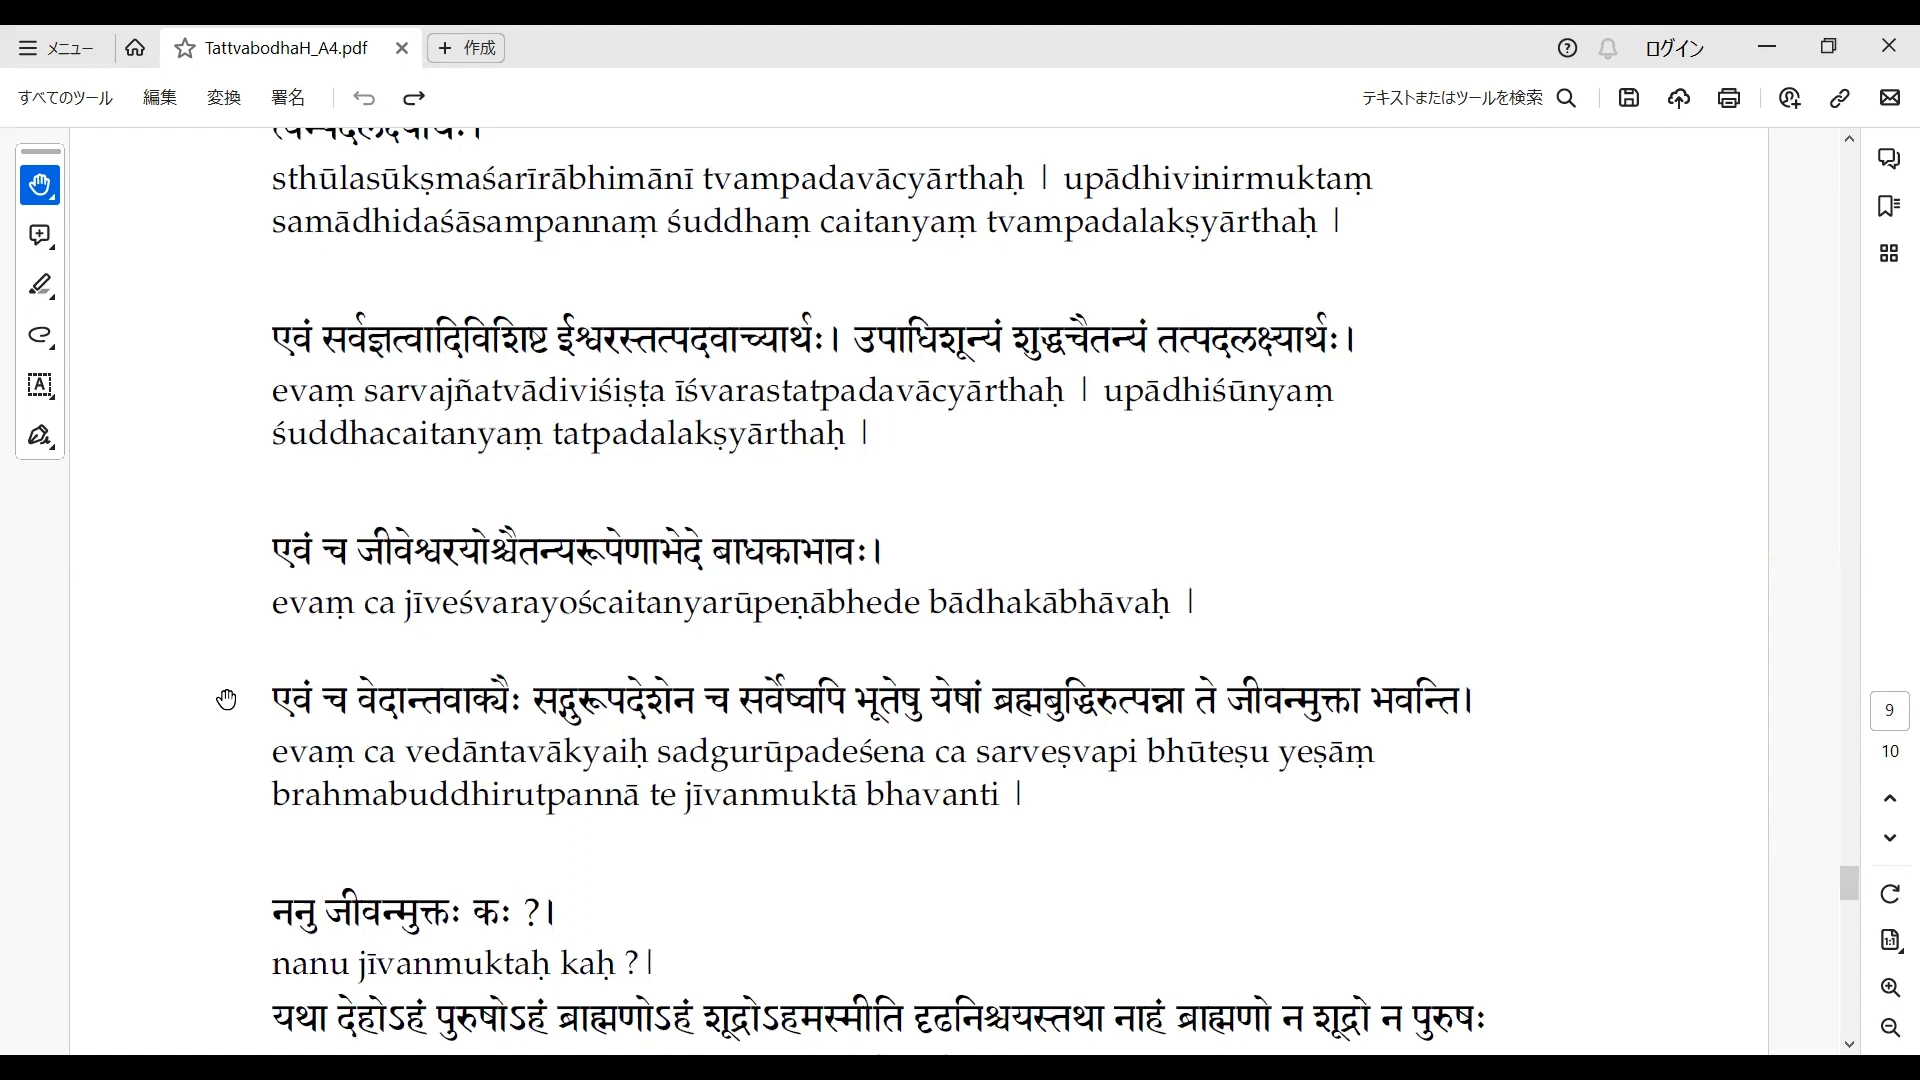 メニュー
TattvabodhaH_A4.pdf
作成
ログイン
すべてのツール 編集 変換 署名
テキストまたはツールを検索
त्वम्पदलक्ष्यार्थः।
sthūlasūkṣmaśarīrābhimānī tvampadavācyārthaḥ | upādhivinirmuktaṃ
samādhidaśāsampannaṃ śuddhaṃ caitanyaṃ tvampadalakṣyārthaḥ |
एवं सर्वज्ञत्वादिविशिष्ट ईश्वरस्तत्पदवाच्यार्थः। उपाधिशून्यं शुद्धचैतन्यं तत्पदलक्ष्यार्थः।
evaṃ sarvajñatvādiviśiṣṭa īśvarastatpadavācyārthaḥ | upādhiśūnyaṃ
śuddhacaitanyaṃ tatpadalakṣyārthaḥ |
एवं च जीवेश्वरयोश्चैतन्यरूपेणाभेदे बाधकाभावः।
evaṃ ca jīveśvarayościtanyarūpeṇābhede bādhakābhāvaḥ |
एवं च वेदान्तवाक्यैः सद्गुरूपदेशेन च सर्वेष्वपि भूतेषु येषां ब्रह्मबुद्धिरुत्पन्ना ते जीवन्मुक्ता भवन्ति।
evaṃ ca vedāntavākyaiḥ sadgurūpadeśena ca sarveṣvapi bhūteṣu yeṣāṃ
brahmabuddhirutpannā te jīvanmuktā bhavanti |
ननु जीवन्मुक्तः कः ?।
nanu jīvanmuktaḥ kaḥ ?|
यथा देहोऽहं पुरुषोऽहं ब्राह्मणोऽहं शूद्रोऽहमस्मीति दृढनिश्चयस्तथा नाहं ब्राह्मणो न शूद्रो न पुरुषः
9
10